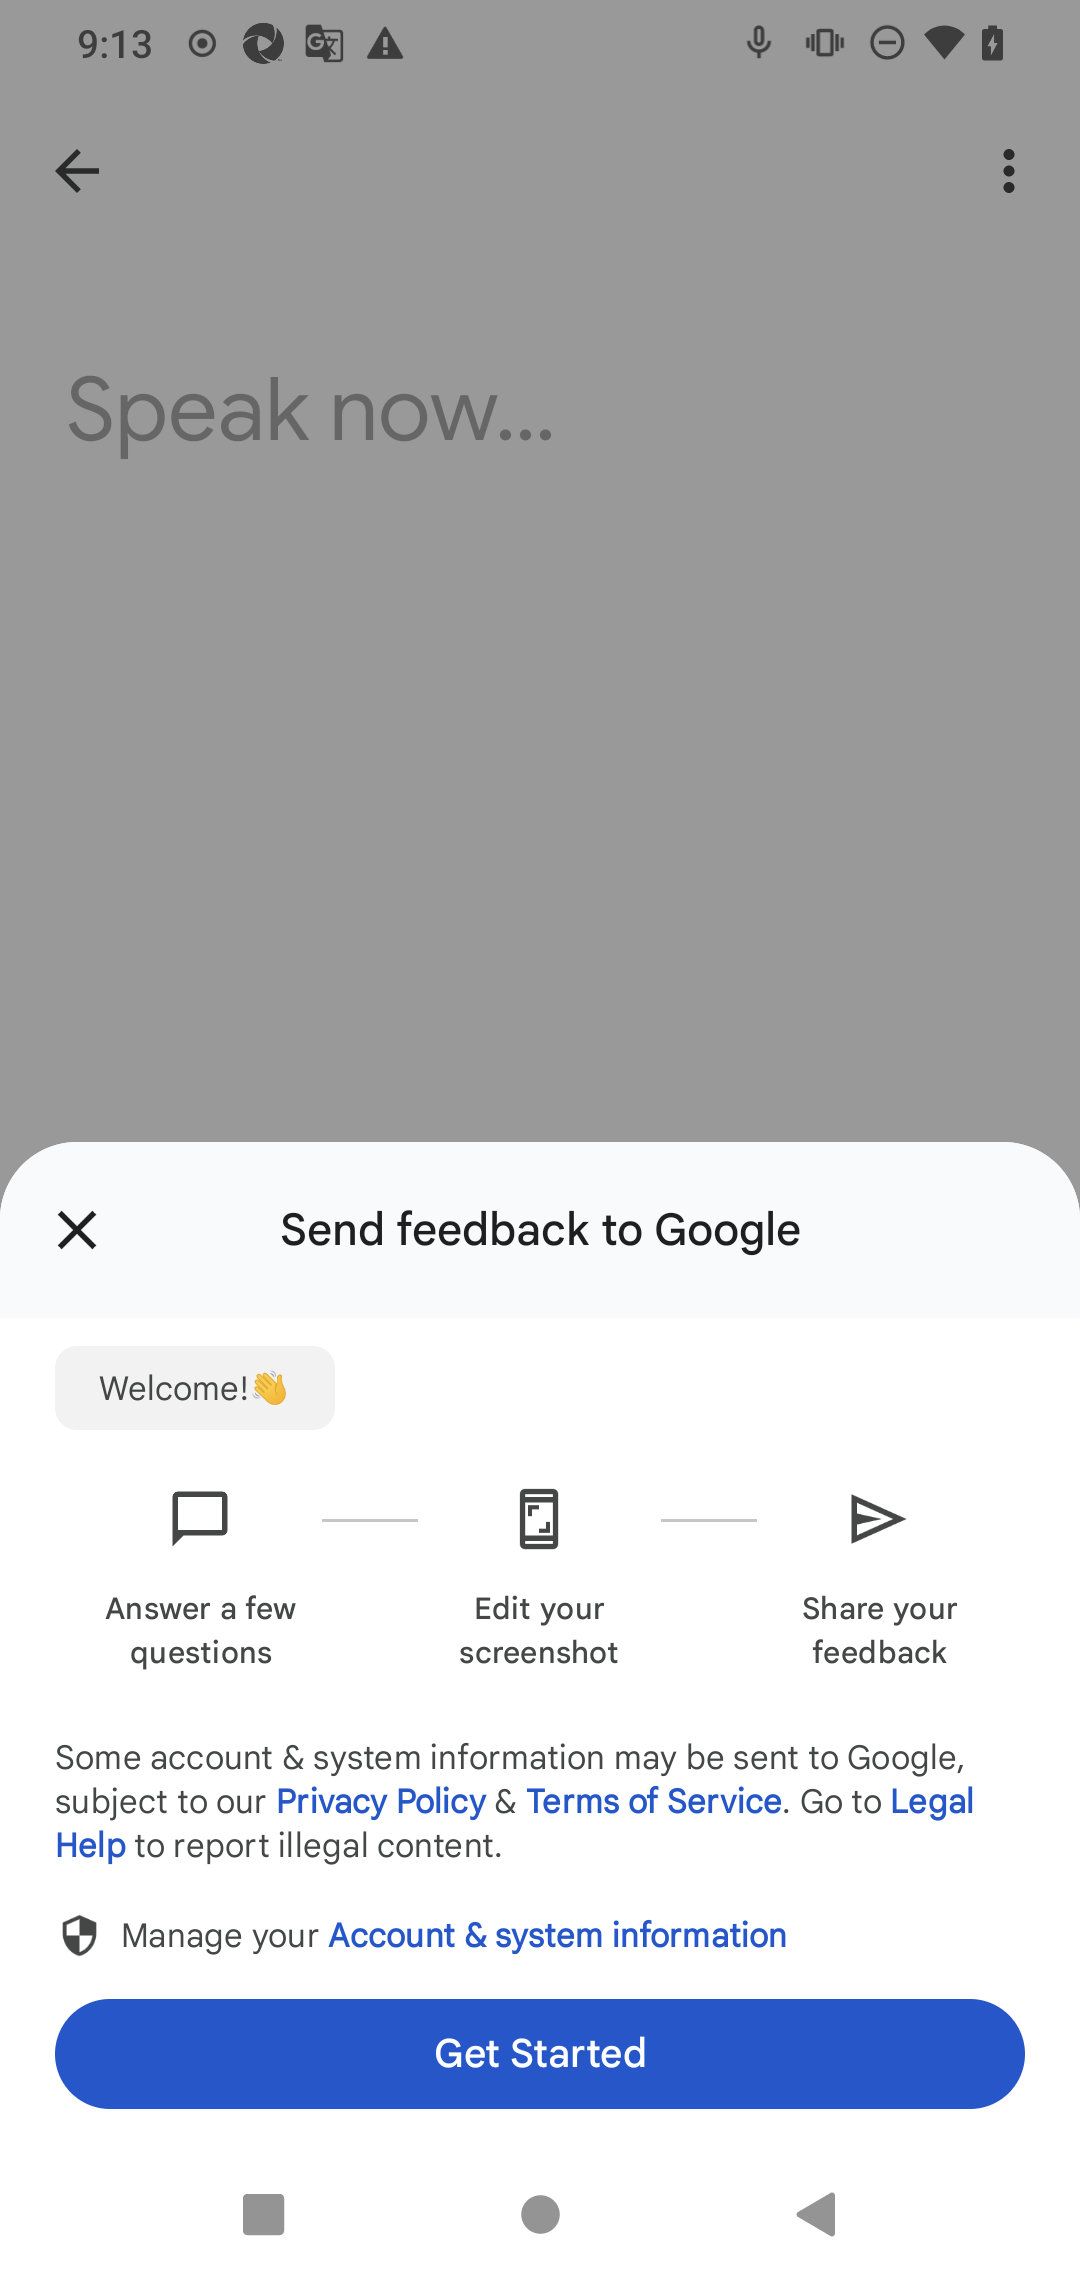 9:13
Speak now...
Send feedback to Google
Welcome!👋
Answer a few
questions
Edit your
screenshot
Share your
feedback
Some account & system information may be sent to Google,
subject to our Privacy Policy & Terms of Service. Go to Legal
Help to report illegal content.
Manage your Account & system information
Get Started